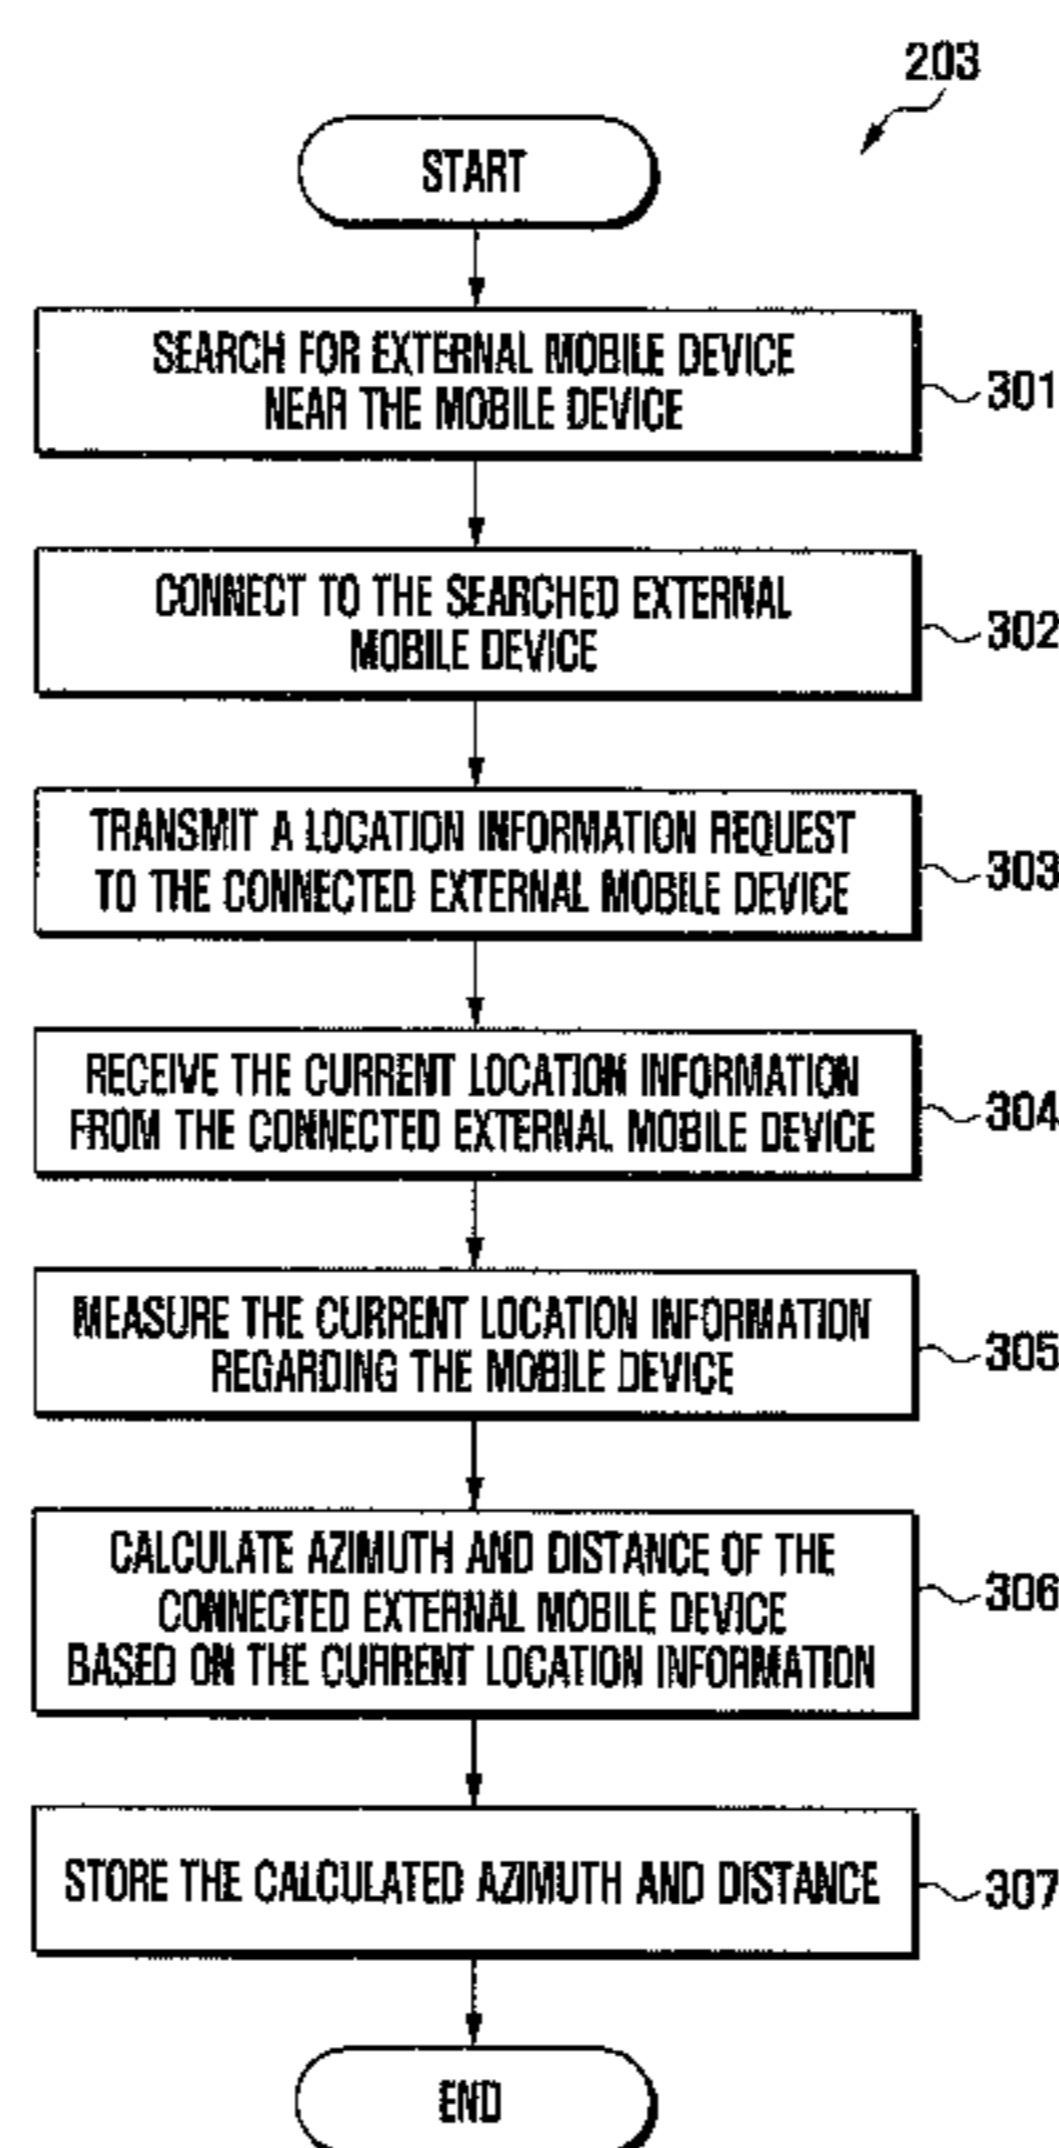 203
START
SEARCH FOR EXTERNAL MOBILE DEVICE
NEAR THE MOBILE DEVICE
301
CONNECT TO THE SEARCHED EXTERNAL
MOBILE DEVICE
302
TRANSMIT A LOCATION INFORMATION REQUEST
TO THE CONNECTED EXTERNAL MOBILE DEVICE
303
RECEIVE THE CURRENT LOCATION INFORMATION
FROM THE CONNECTED EXTERNAL MOBILE DEVICE
304
MEASURE THE CURRENT LOCATION INFORMATION
REGARDING THE MOBILE DEVICE
305
CALCULATE AZIMUTH AND DISTANCE OF THE
CONNECTED EXTERNAL MOBILE DEVICE
BASED ON THE CURRENT LOCATION INFORMATION
306
STORE THE CALCULATED AZIMUTH AND DISTANCE
307
END